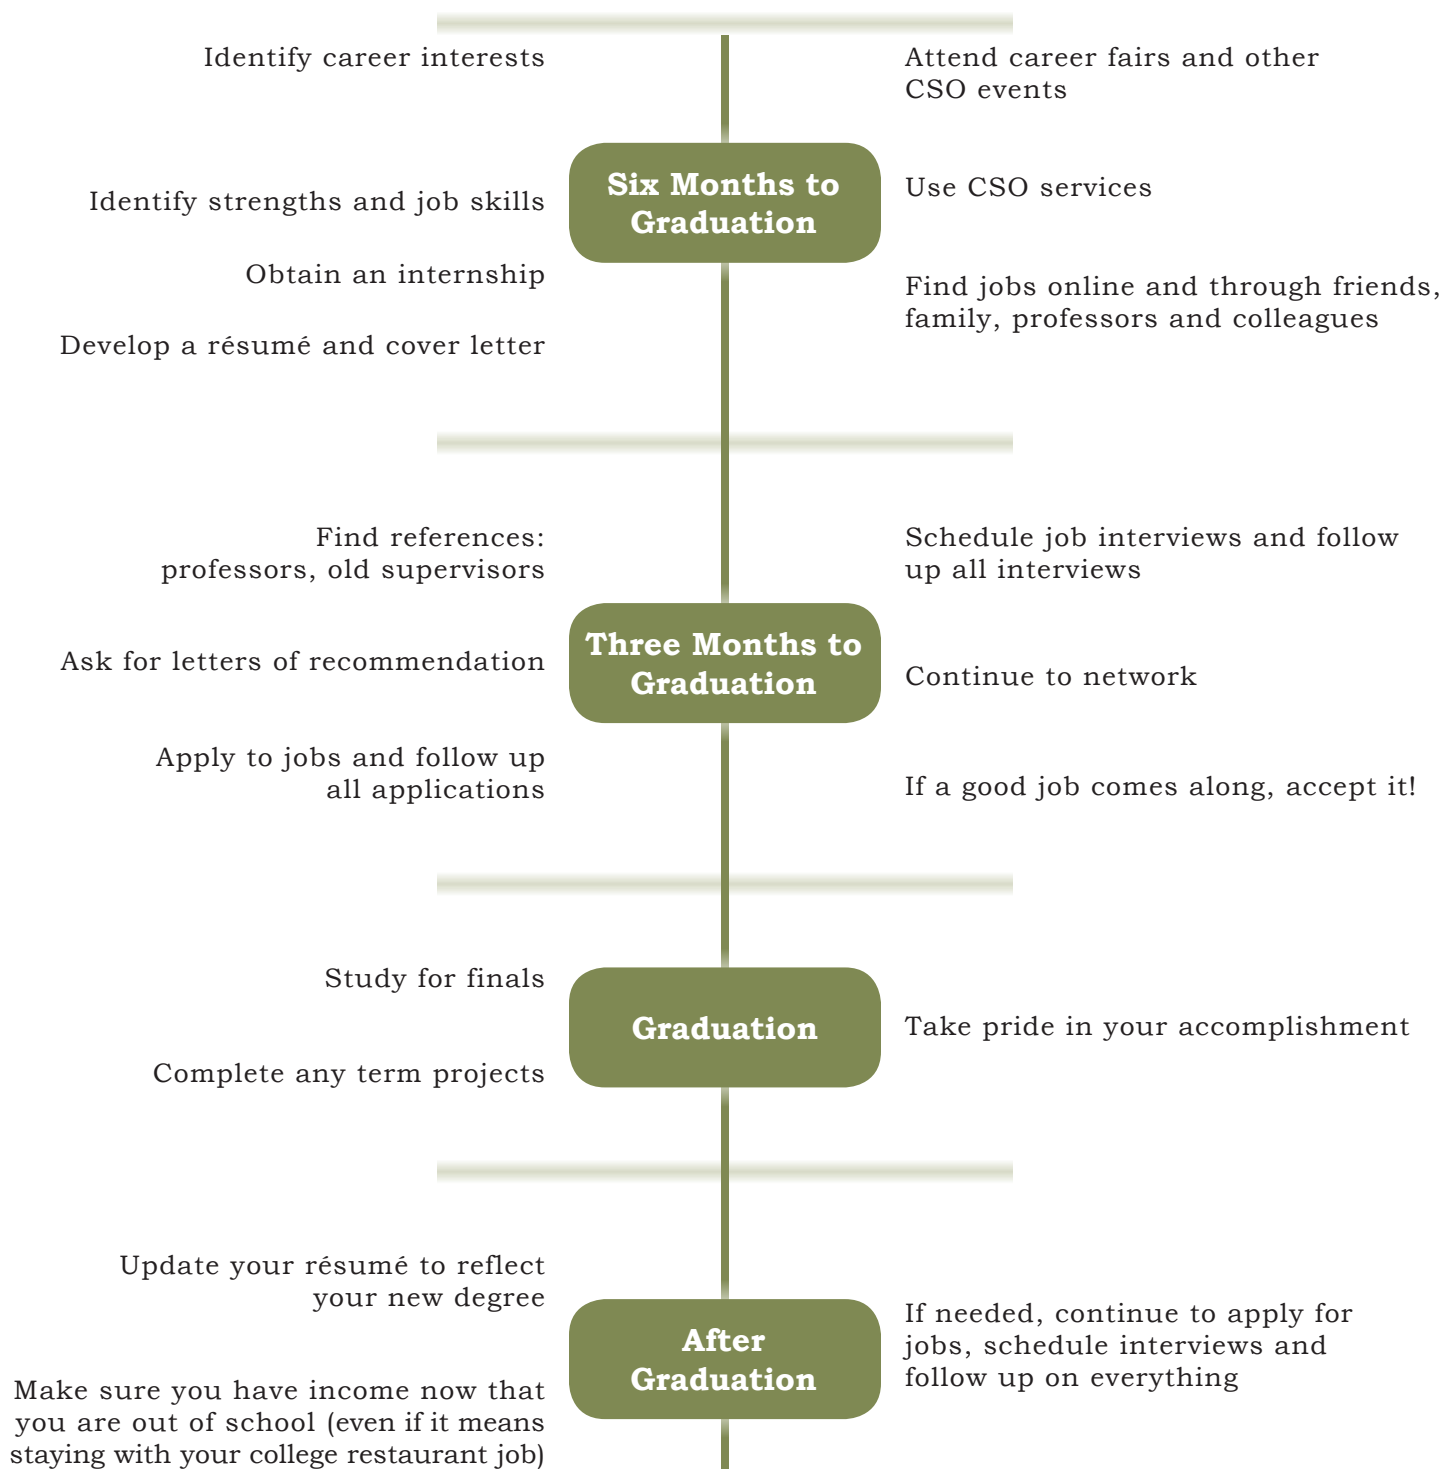 Identify career interests
Attend career fairs and other
CSO events
Six Months to
Graduation
Identify strengths and job skills
Use CSO services
Obtain an internship
Find jobs online and through friends,
family, professors and colleagues
Develop a résumé and cover letter
Find references:
professors, old supervisors
Schedule job interviews and follow
up all interviews
Three Months to
Graduation
Ask for letters of recommendation
Continue to network
Apply to jobs and follow up
all applications
If a good job comes along, accept it!
Study for finals
Graduation
Take pride in your accomplishment
Complete any term projects
Update your résumé to reflect
your new degree
After
Graduation
If needed, continue to apply for
jobs, schedule interviews and
follow up on everything
Make sure you have income now that
you are out of school (even if it means
staying with your college restaurant job)